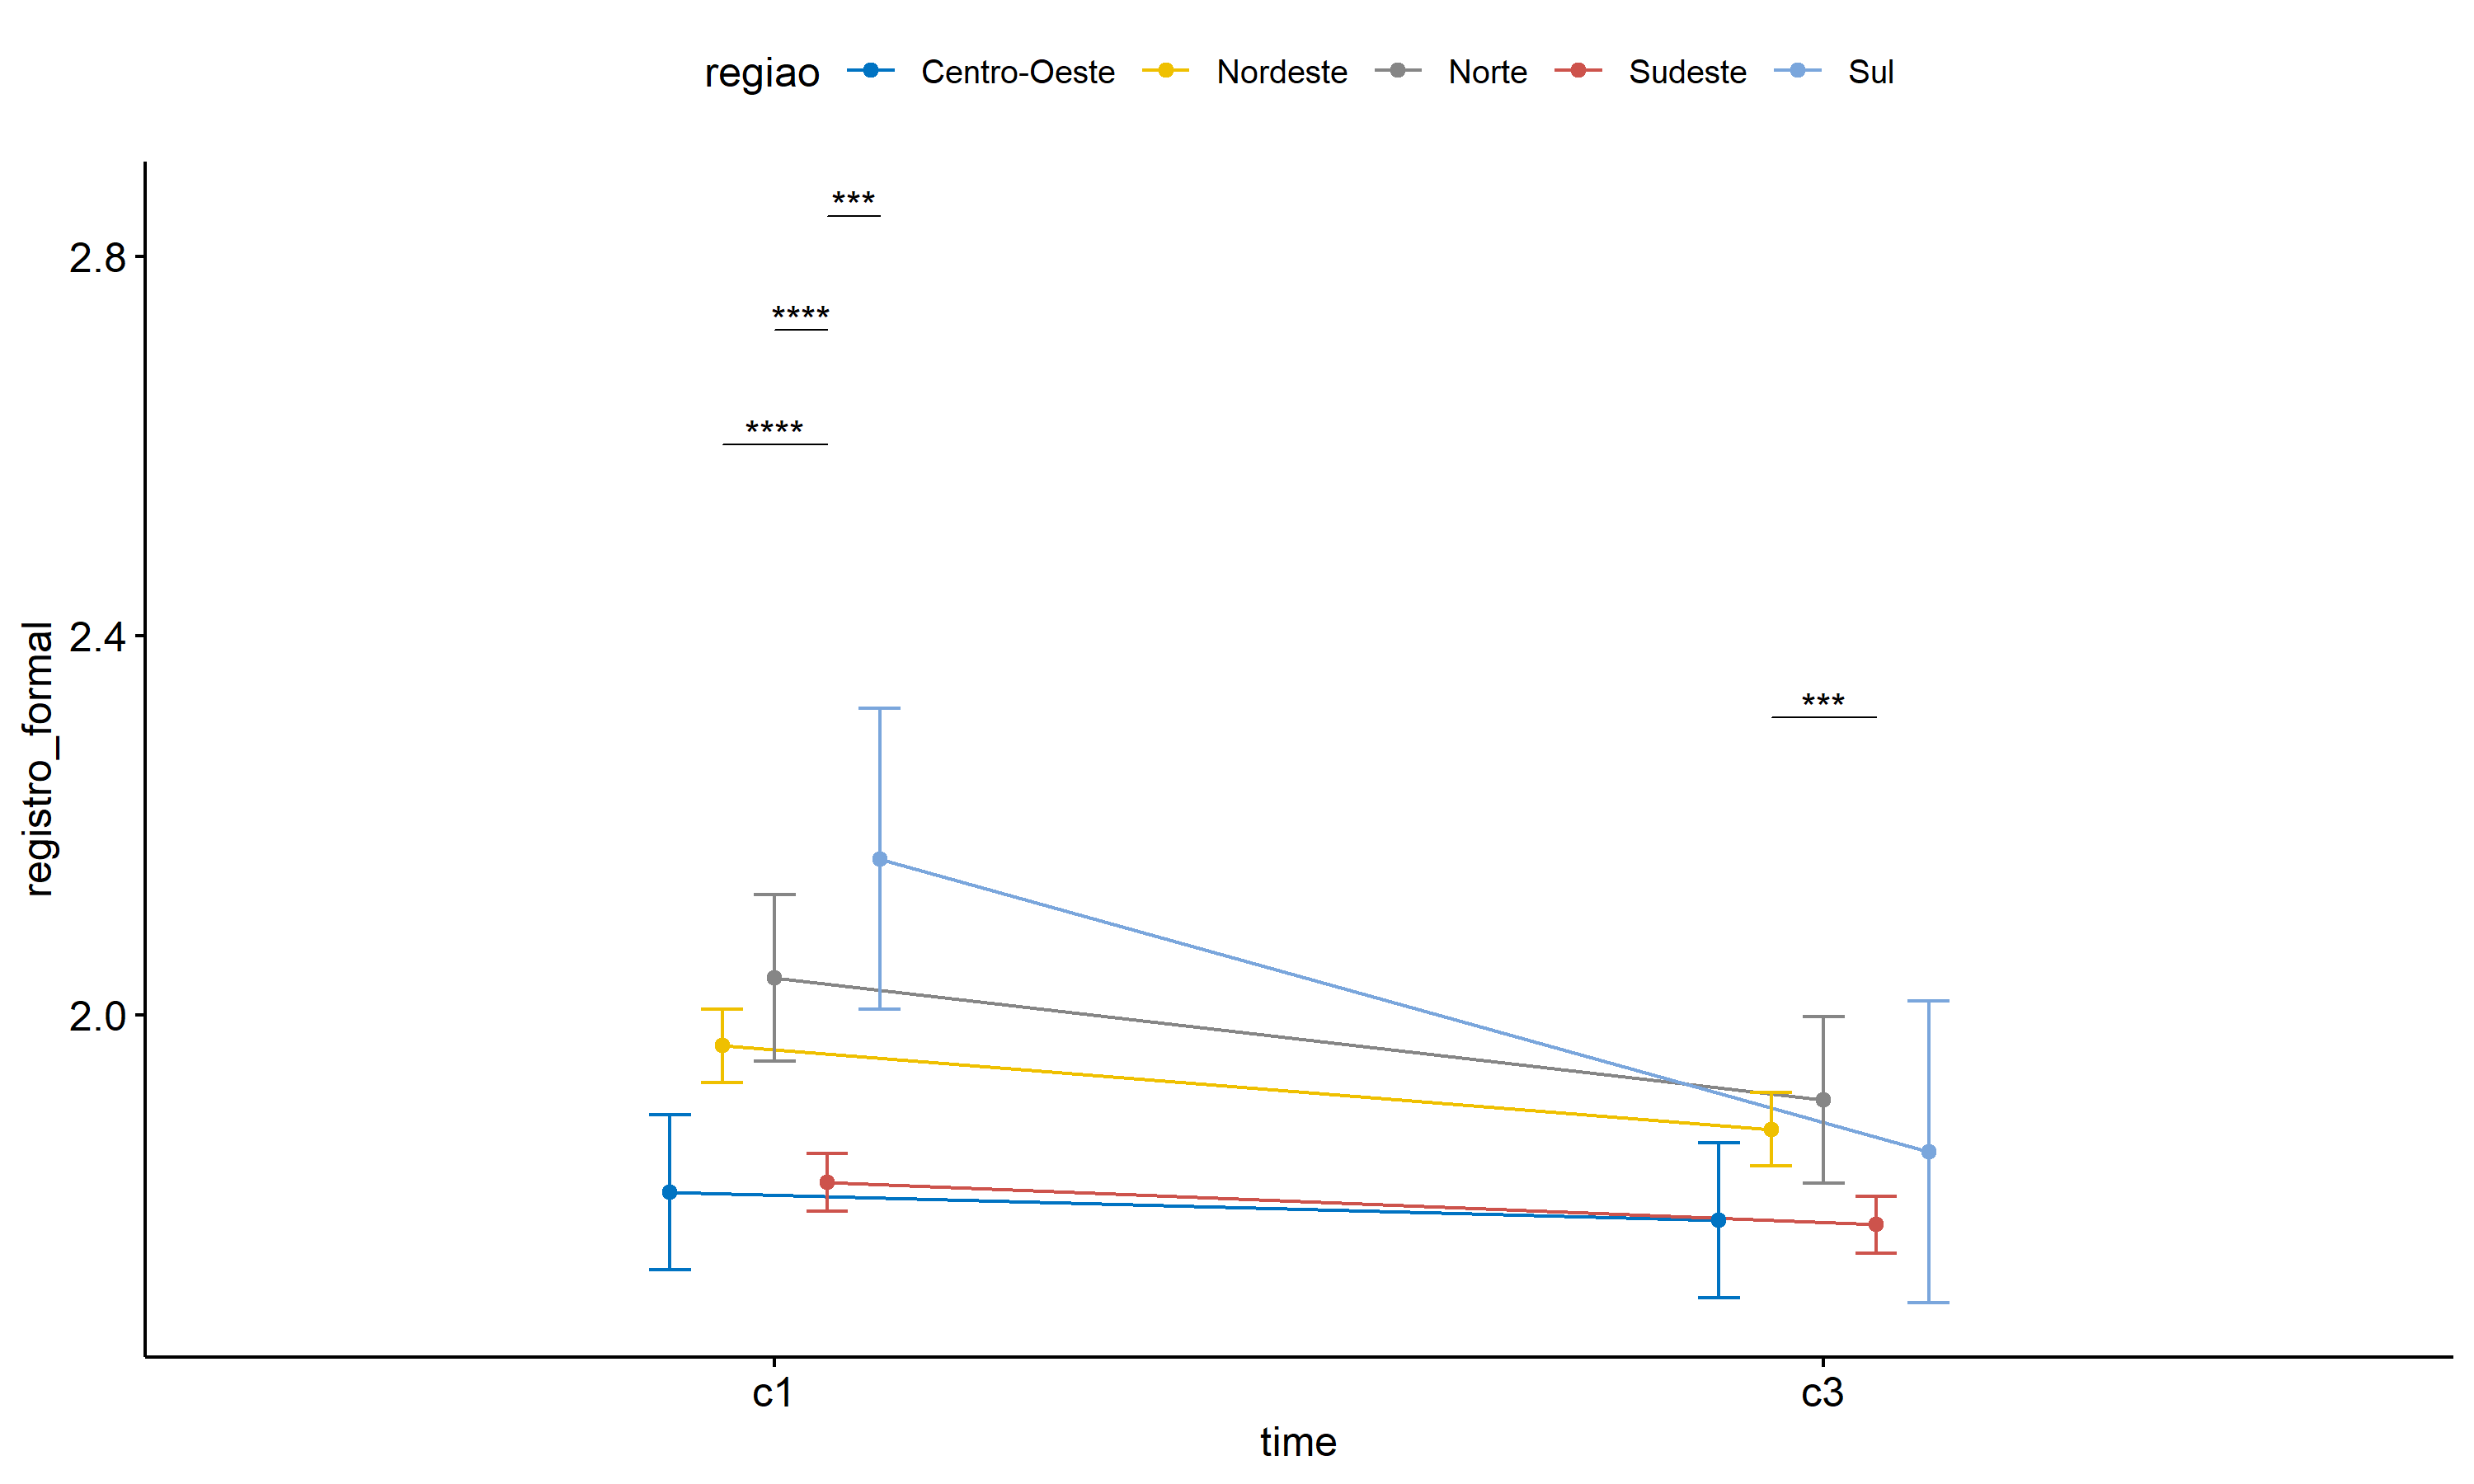 regiao Centro-Oeste Nordeste Norte Sudeste Sul
***
2.8
****
****
2.4
***
2.0
registro_formal
c1 c3
time